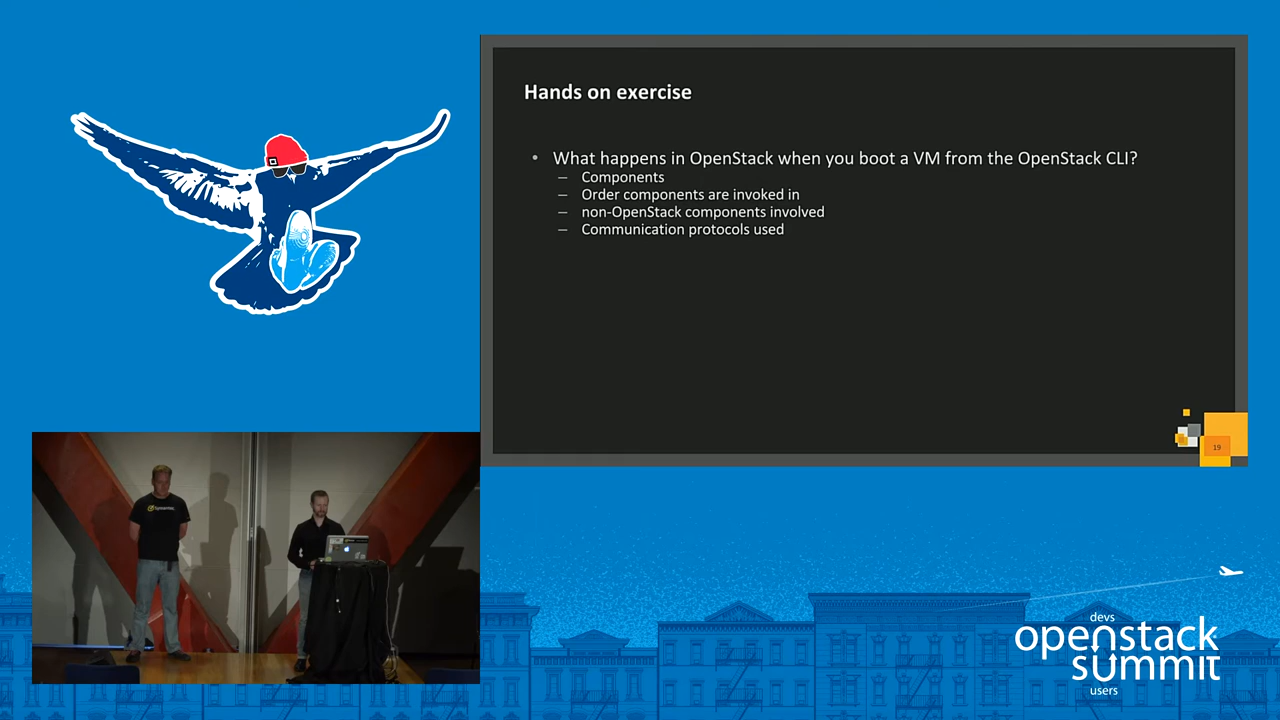 Hands on exercise
• What happens in OpenStack when you boot a VM from the OpenStack CLI?
– Components
– Order components are invoked in
– non-OpenStack components involved
– Communication protocols used
19
Symantec.
devs
openstack
summit
users